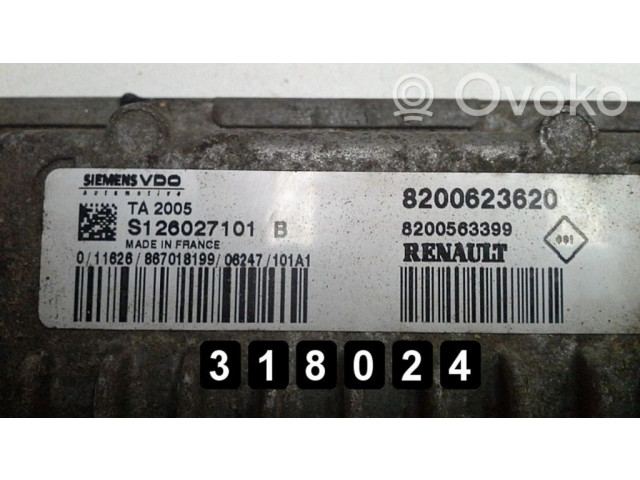 Ovoko
SIEMENS VDO
automotive
TA 2005
S126027101 B
MADE IN FRANCE
0/11626/867018199/06247/101A1
8200623620
8200563399
RENAULT
001
318024